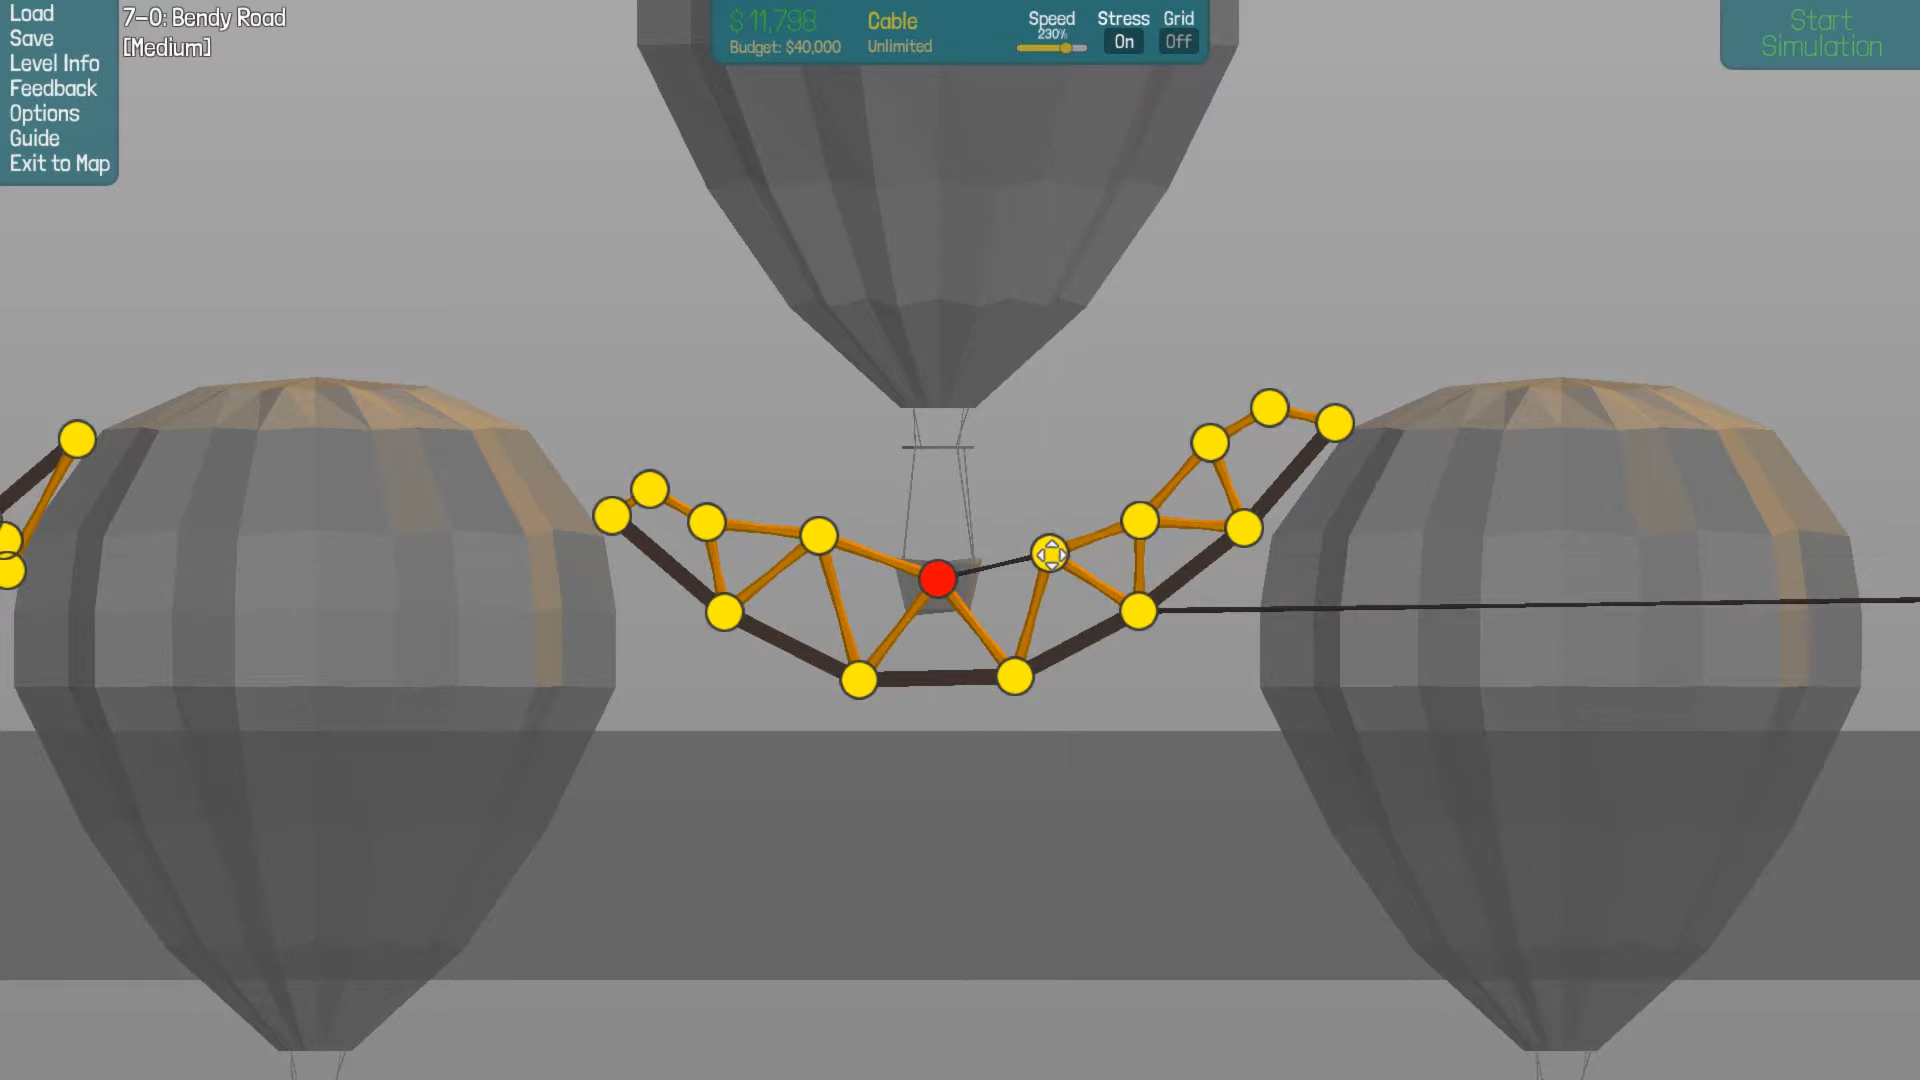 Load
Save
Level Info
Feedback
Options
Guide
Exit to Map
7-0: Bendy Road
[Medium]
$11,798
Budget: $40,000
Cable
Unlimited
Speed
230%
Stress
On
Grid
Off
Start
Simulation